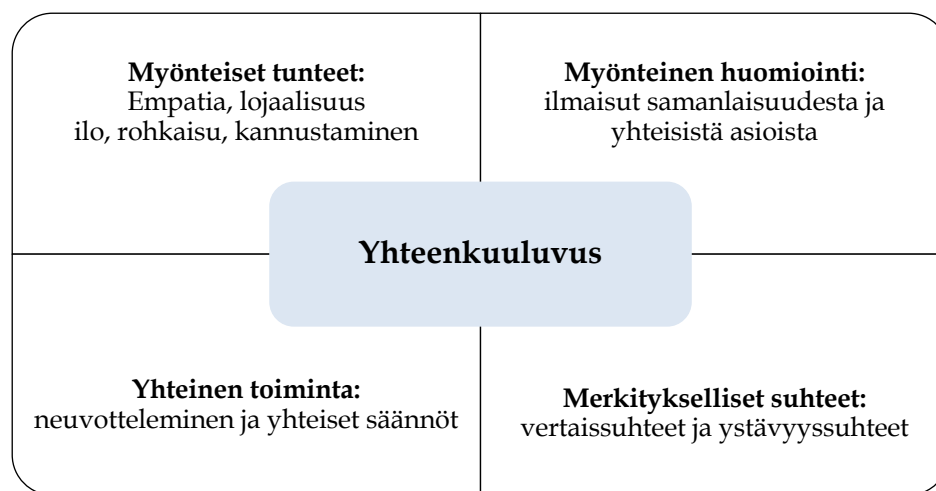 Myönteiset tunteet:
Empatia, lojaalisuus
ilo, rohkaisu, kannustaminen
Myönteinen huomiointi:
ilmaisut samanlaisuudesta ja
yhteisistä asioista
Yhteenkuuluvus
Yhteinen toiminta:
neuvotteleminen ja yhteiset säännöt
Merkitykselliset suhteet:
vertaissuhteet ja ystävyyssuhteet